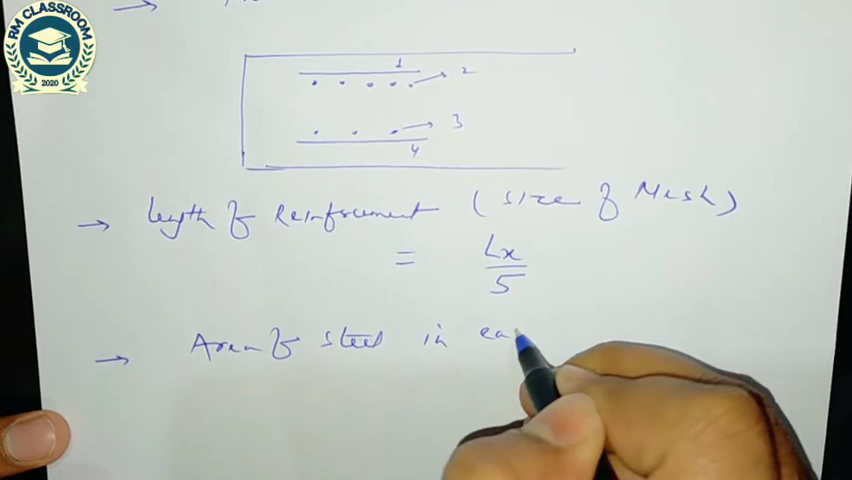 RM CLASSROOM
2020
1
2
3
4
→ Length of Reinforcement (Size of Mesh)
= Lx/5
→ Area of steel in ea